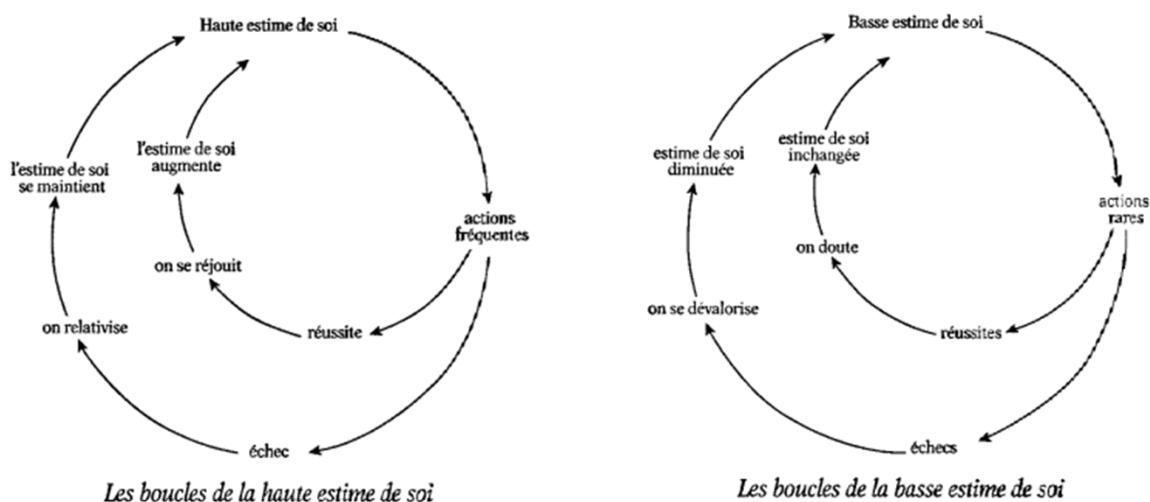 Haute estime de soi
l'estime de soi
augmente
l'estime de soi
se maintient
actions
fréquentes
on se réjouit
on relativise
réussite
échec
Les boucles de la haute estime de soi
Basse estime de soi
estime de soi
inchangée
estime de soi
diminuée
actions
rares
on doute
on se dévalorise
réussites
échecs
Les boucles de la basse estime de soi